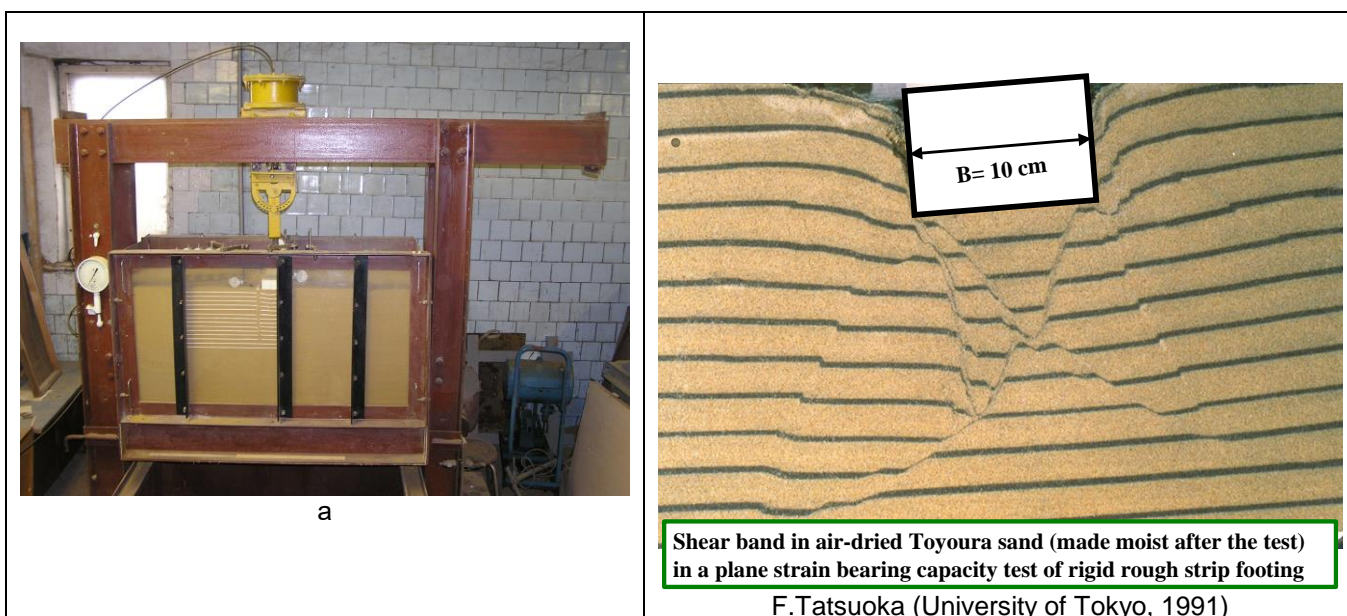 a
B= 10 cm
Shear band in air-dried Toyoura sand (made moist after the test)
in a plane strain bearing capacity test of rigid rough strip footing
F.Tatsuoka (University of Tokyo, 1991)